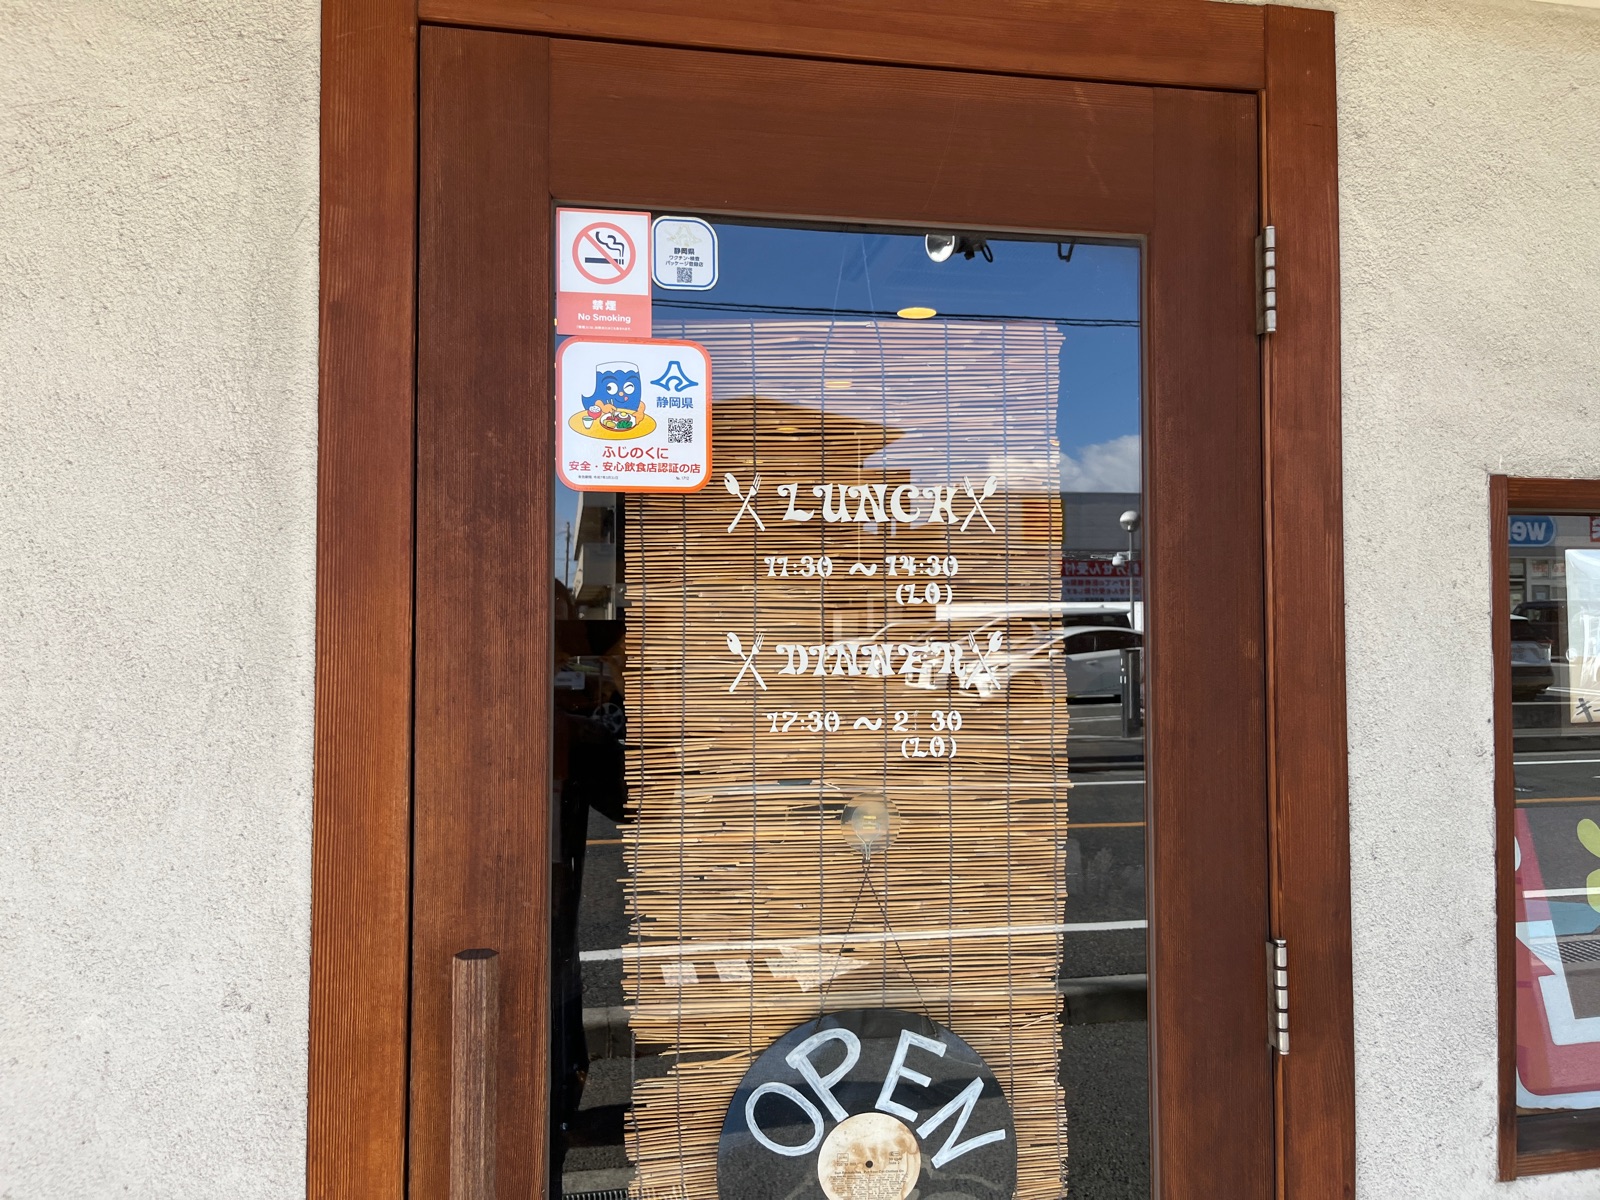 禁煙
No Smoking
静岡県
ワクチン・検査
パッケージ登録店
静岡県
ふじのくに
安全・安心飲食店認証の店
LUNCH
11:30 〜 14:30
(LO)
DINNER
17:30 〜 2 30
(LO)
OPEN